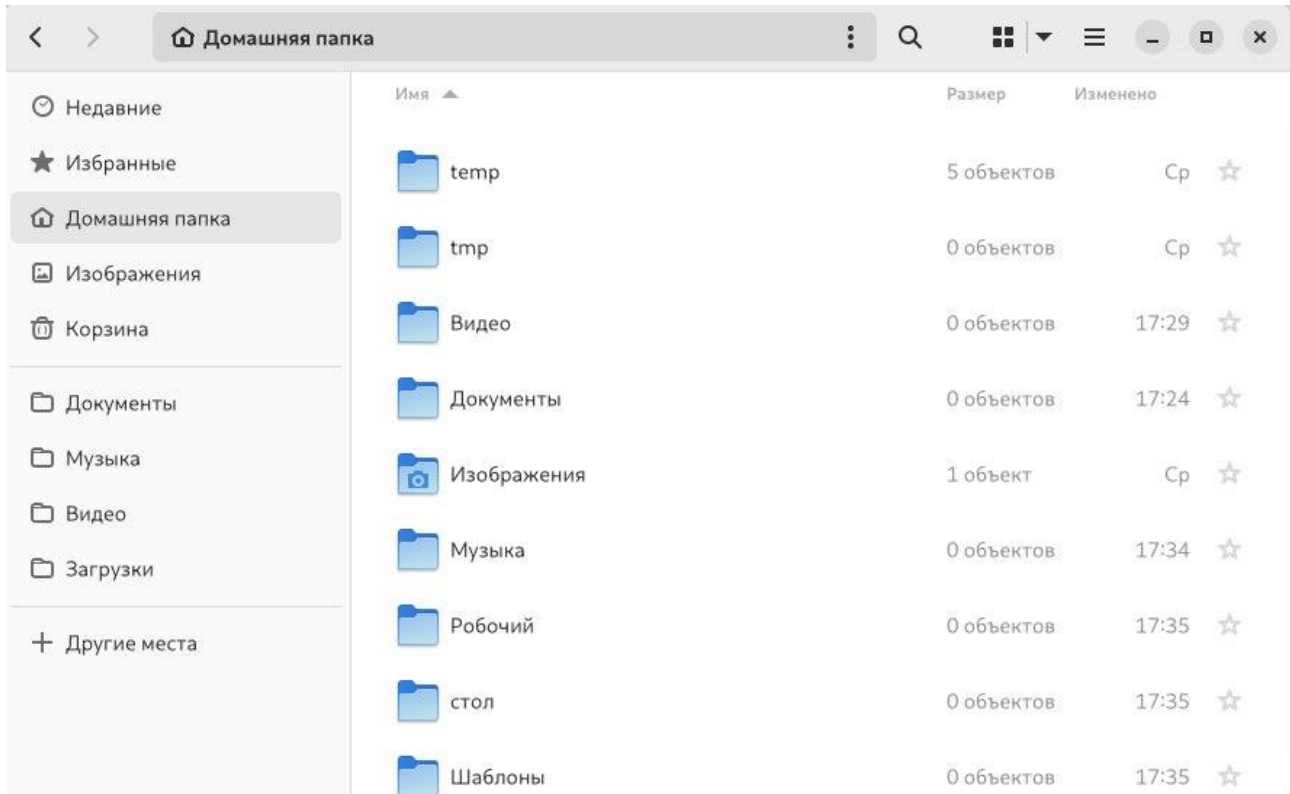 Домашняя папка
Недавние
Избранные
Домашняя папка
Изображения
Корзина
Документы
Музыка
Видео
Загрузки
Другие места
Имя Размер Изменено
temp 5 объектов Ср
tmp 0 объектов Ср
Видео 0 объектов 17:29
Документы 0 объектов 17:24
Изображения 1 объект Ср
Музыка 0 объектов 17:34
Робочий 0 объектов 17:35
стол 0 объектов 17:35
Шаблоны 0 объектов 17:35